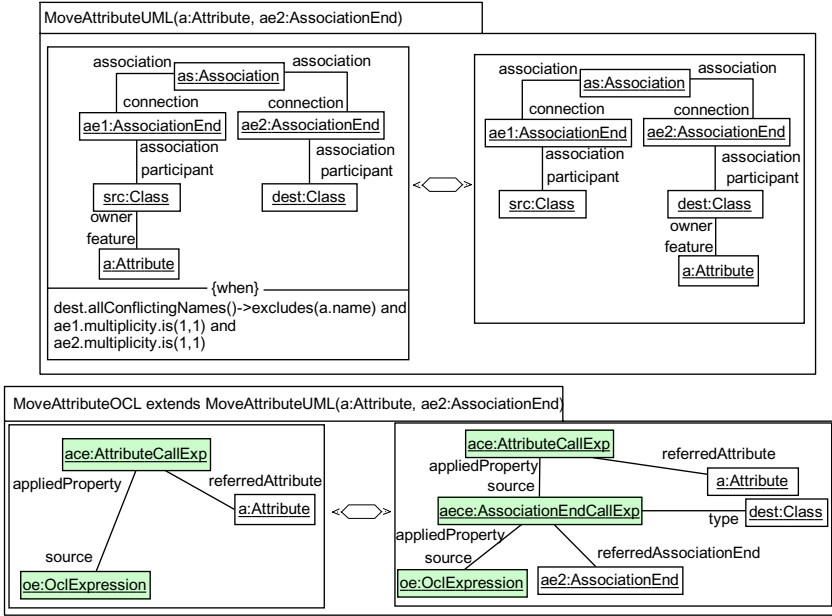 MoveAttributeUML(a:Attribute, ae2:AssociationEnd)
association
as:Association
association
connection
connection
ae1:AssociationEnd
ae2:AssociationEnd
association
association
participant
participant
src:Class
dest:Class
owner
feature
a:Attribute
{when}
dest.allConflictingNames()->excludes(a.name) and
ae1.multiplicity.is(1,1) and
ae2.multiplicity.is(1,1)
association
as:Association
association
connection
connection
ae1:AssociationEnd
ae2:AssociationEnd
association
association
participant
participant
src:Class
dest:Class
owner
feature
a:Attribute
MoveAttributeOCL extends MoveAttributeUML(a:Attribute, ae2:AssociationEnd)
ace:AttributeCallExp
appliedProperty
referredAttribute
a:Attribute
source
oe:OclExpression
ace:AttributeCallExp
appliedProperty
referredAttribute
source
a:Attribute
aece:AssociationEndCallExp
type
dest:Class
appliedProperty
source
referredAssociationEnd
oe:OclExpression
ae2:AssociationEnd